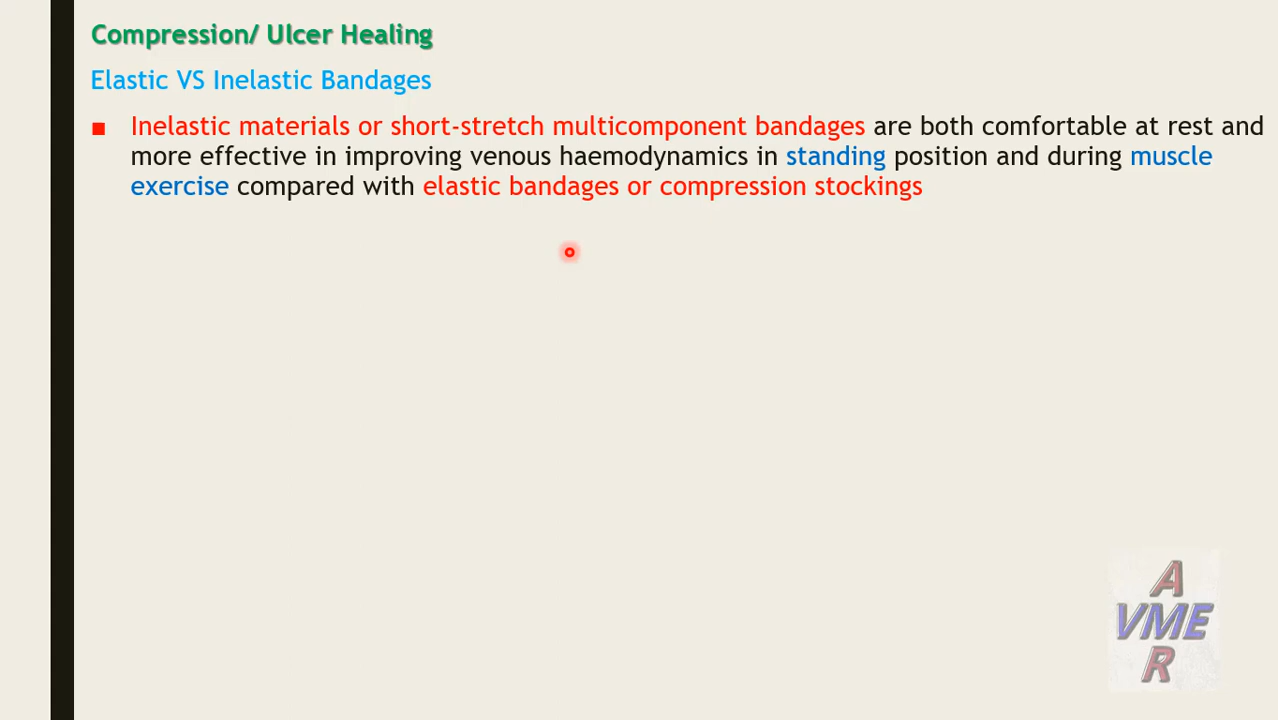 Compression/ Ulcer Healing
Elastic VS Inelastic Bandages
■ Inelastic materials or short-stretch multicomponent bandages are both comfortable at rest and
more effective in improving venous haemodynamics in standing position and during muscle
exercise compared with elastic bandages or compression stockings
A
VME
R